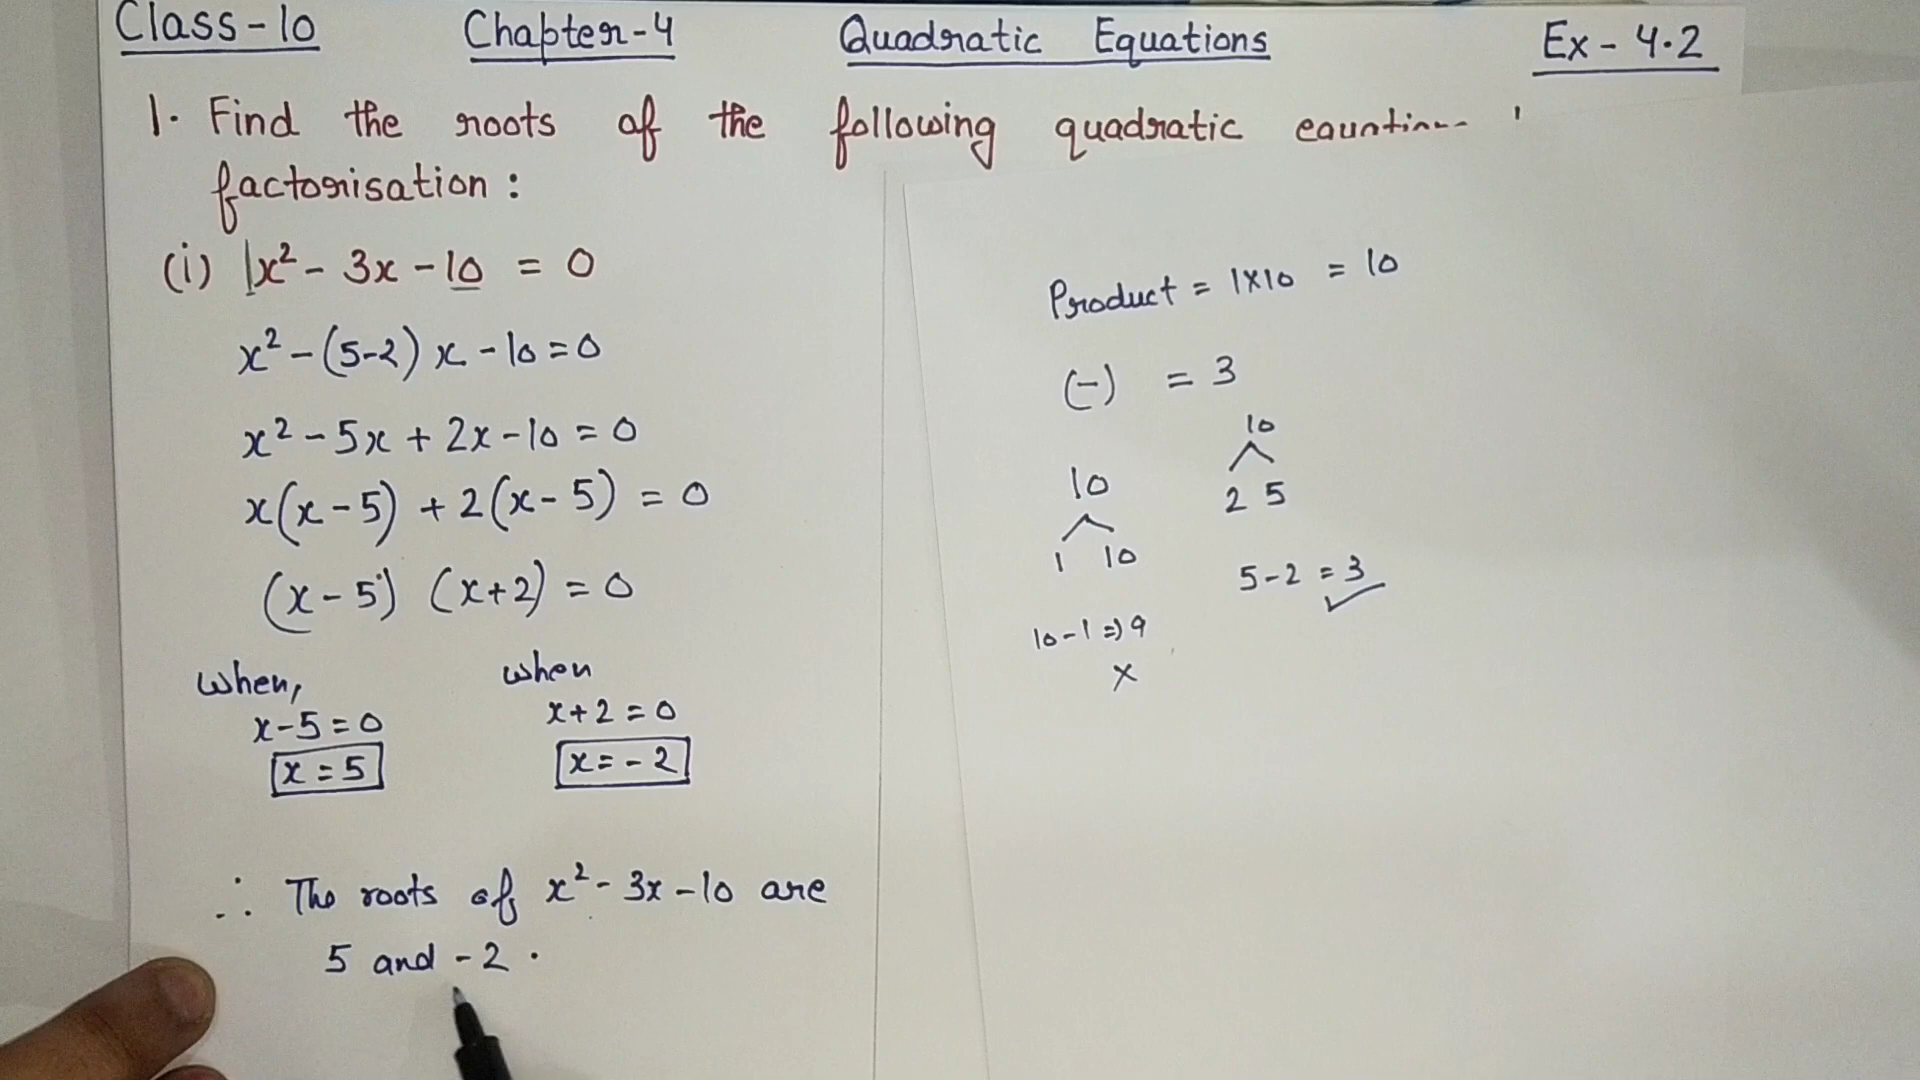 Class-10 Chapter-4 Quadratic Equations Ex-4.2
1. Find the roots of the following quadratic
factorisation:
(i) 1x² - 3x - 10 = 0
x² - (5-2) x - 10 = 0
x² - 5x + 2x - 10 = 0
x(x - 5) + 2(x - 5) = 0
(x - 5) (x+2) = 0
when, when
x-5=0 x+2=0
x=5 x=-2
∴ The roots of x² - 3x - 10 are
5 and -2.
Product = 1×10 = 10
(-) = 3
10
1 10
10-1 ⇒ 9
×
10
2 5
5-2 = 3 ✓